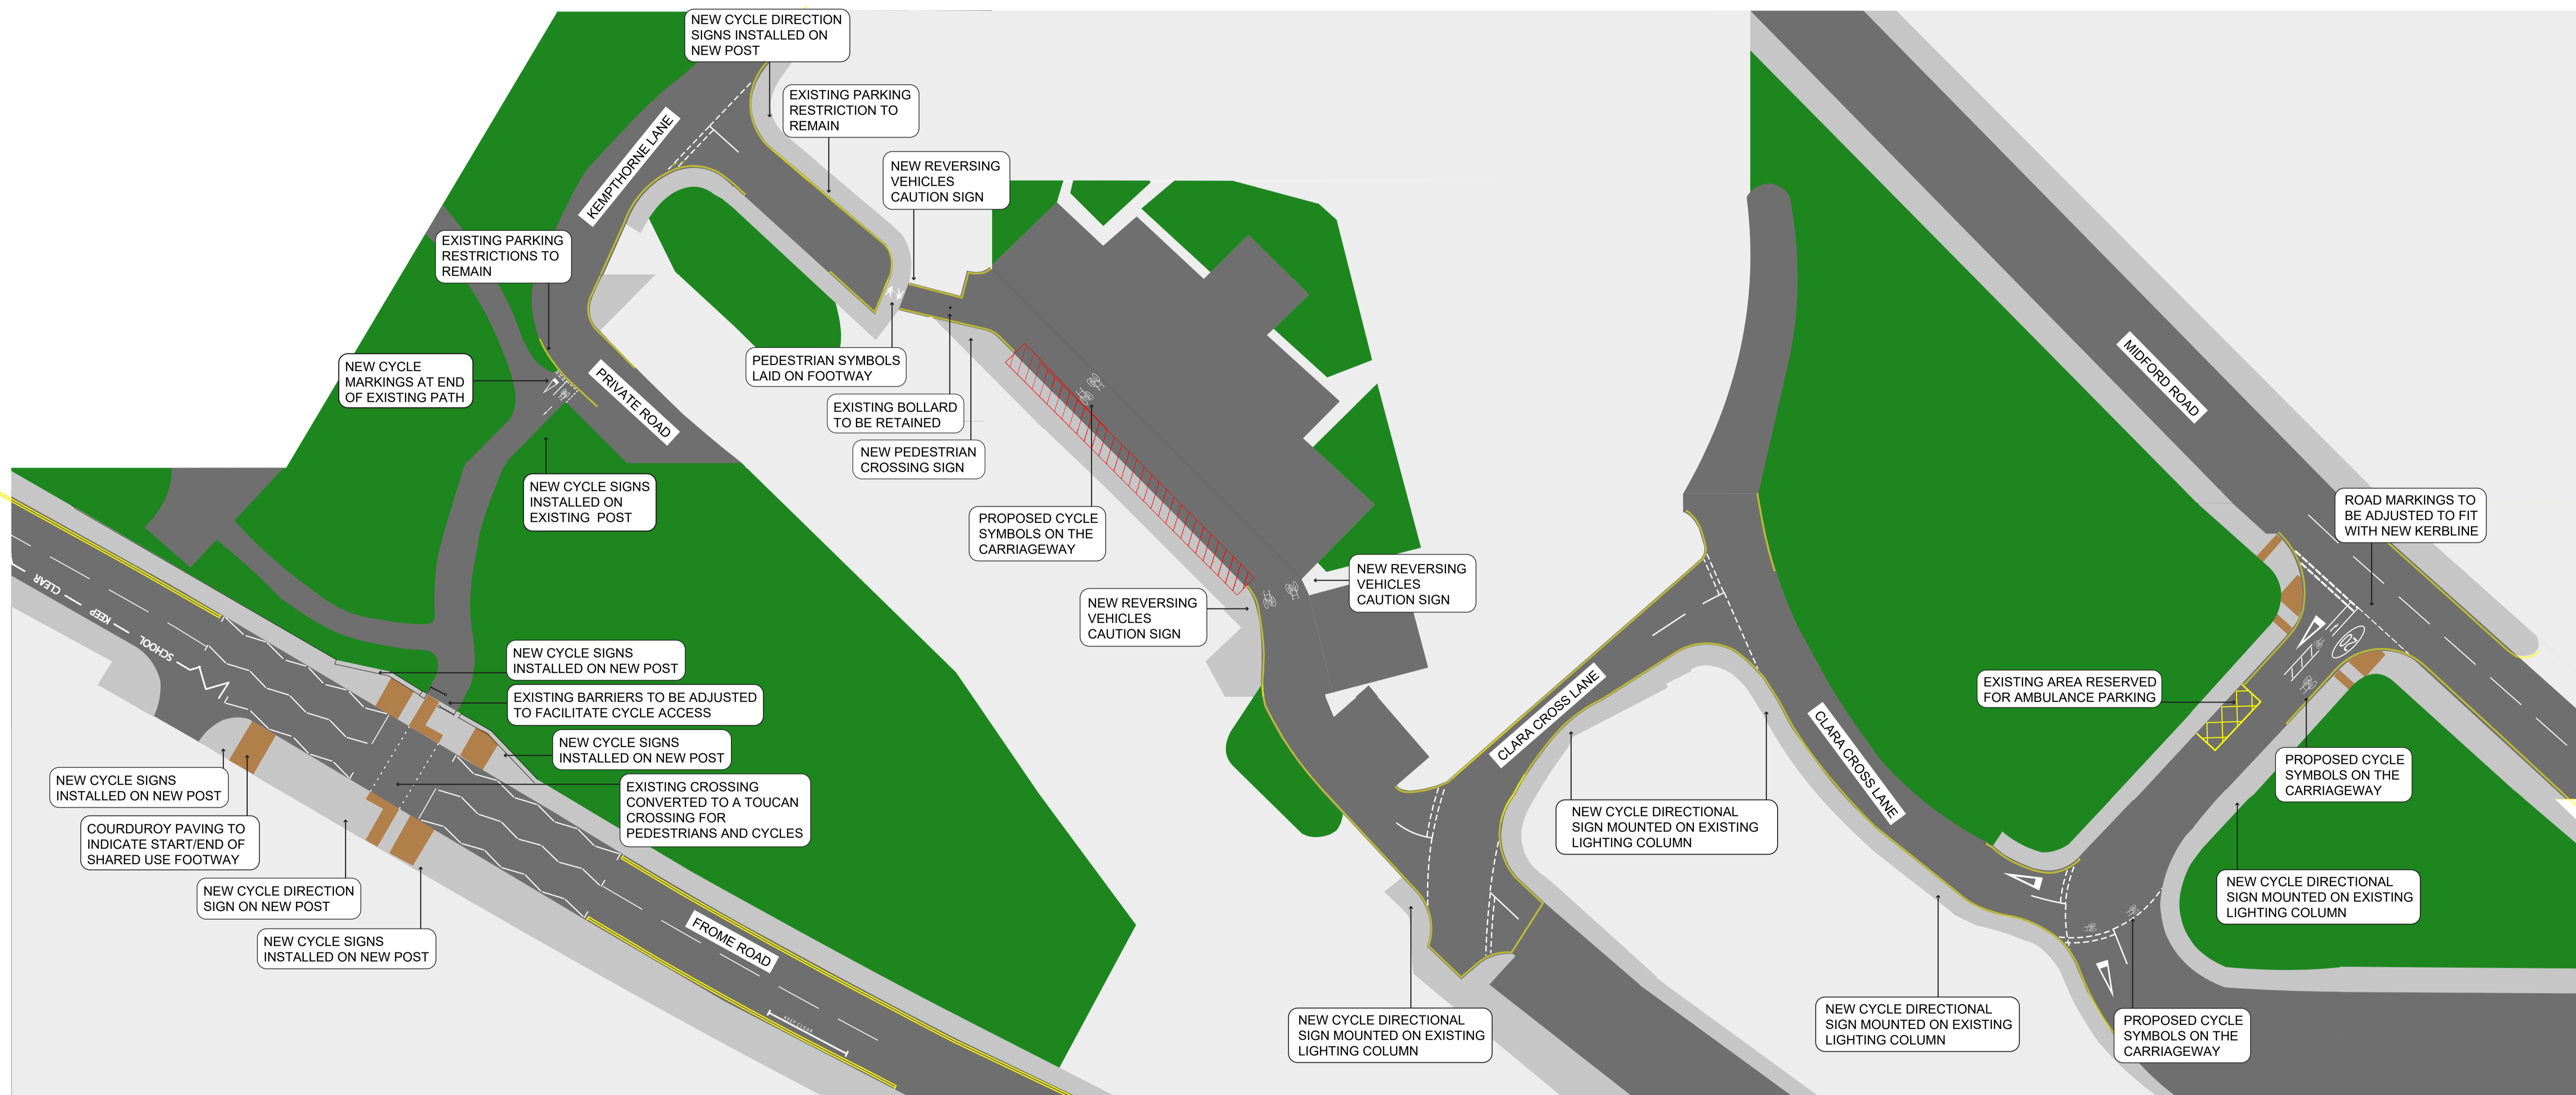 NEW CYCLE DIRECTION
SIGNS INSTALLED ON
NEW POST
EXISTING PARKING
RESTRICTION TO
REMAIN
NEW REVERSING
VEHICLES
CAUTION SIGN
KEMPTHORNE LANE
EXISTING PARKING
RESTRICTIONS TO
REMAIN
NEW CYCLE
MARKINGS AT END
OF EXISTING PATH
PRIVATE ROAD
PEDESTRIAN SYMBOLS
LAID ON FOOTWAY
EXISTING BOLLARD
TO BE RETAINED
NEW PEDESTRIAN
CROSSING SIGN
NEW CYCLE SIGNS
INSTALLED ON
EXISTING POST
PROPOSED CYCLE
SYMBOLS ON THE
CARRIAGEWAY
NEW REVERSING
VEHICLES
CAUTION SIGN
NEW REVERSING
VEHICLES
CAUTION SIGN
MIDFORD ROAD
ROAD MARKINGS TO
BE ADJUSTED TO FIT
WITH NEW KERBLINE
20
CLEAR
KEEP
SCHOOL
NEW CYCLE SIGNS
INSTALLED ON NEW POST
EXISTING BARRIERS TO BE ADJUSTED
TO FACILITATE CYCLE ACCESS
NEW CYCLE SIGNS
INSTALLED ON NEW POST
EXISTING CROSSING
CONVERTED TO A TOUCAN
CROSSING FOR
PEDESTRIANS AND CYCLES
NEW CYCLE SIGNS
INSTALLED ON NEW POST
COURDUROY PAVING TO
INDICATE START/END OF
SHARED USE FOOTWAY
NEW CYCLE DIRECTION
SIGN ON NEW POST
NEW CYCLE SIGNS
INSTALLED ON NEW POST
FROME ROAD
KEEP CLEAR
CLARA CROSS LANE
CLARA CROSS LANE
EXISTING AREA RESERVED
FOR AMBULANCE PARKING
PROPOSED CYCLE
SYMBOLS ON THE
CARRIAGEWAY
NEW CYCLE DIRECTIONAL
SIGN MOUNTED ON EXISTING
LIGHTING COLUMN
NEW CYCLE DIRECTIONAL
SIGN MOUNTED ON EXISTING
LIGHTING COLUMN
NEW CYCLE DIRECTIONAL
SIGN MOUNTED ON EXISTING
LIGHTING COLUMN
NEW CYCLE DIRECTIONAL
SIGN MOUNTED ON EXISTING
LIGHTING COLUMN
PROPOSED CYCLE
SYMBOLS ON THE
CARRIAGEWAY